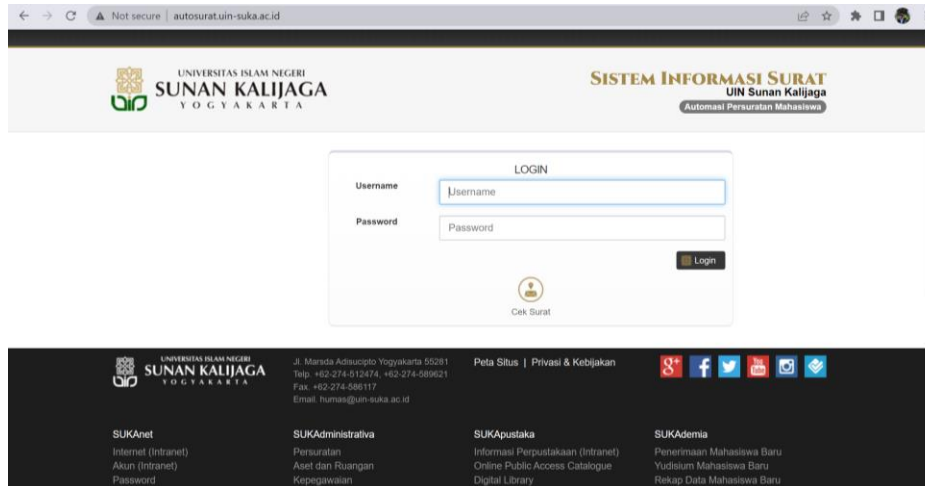 Not secure | autosurat.uin-suka.ac.id
UNIVERSITAS ISLAM NEGERI
SUNAN KALIJAGA
YOGYAKARTA
SISTEM INFORMASI SURAT
UIN Sunan Kalijaga
Automasi Persuratan Mahasiswa
LOGIN
Username
Username
Password
Password
Login
Cek Surat
UNIVERSITAS ISLAM NEGERI
SUNAN KALIJAGA
YOGYAKARTA
Jl. Marsda Adisucipto Yogyakarta 55281
Telp. +62-274-512474, +62-274-589621
Fax. +62-274-586117
Email. humas@uin-suka.ac.id
Peta Situs | Privasi & Kebijakan
SUKAnet
Internet (Intranet)
Akun (Intranet)
Password
SUKAdministrativa
Persuratan
Aset dan Ruangan
Kepegawaian
SUKApustaka
Informasi Perpustakaan (Intranet)
Online Public Access Catalogue
Digital Library
SUKAdemia
Penerimaan Mahasiswa Baru
Yudisium Mahasiswa Baru
Rekap Data Mahasiswa Baru